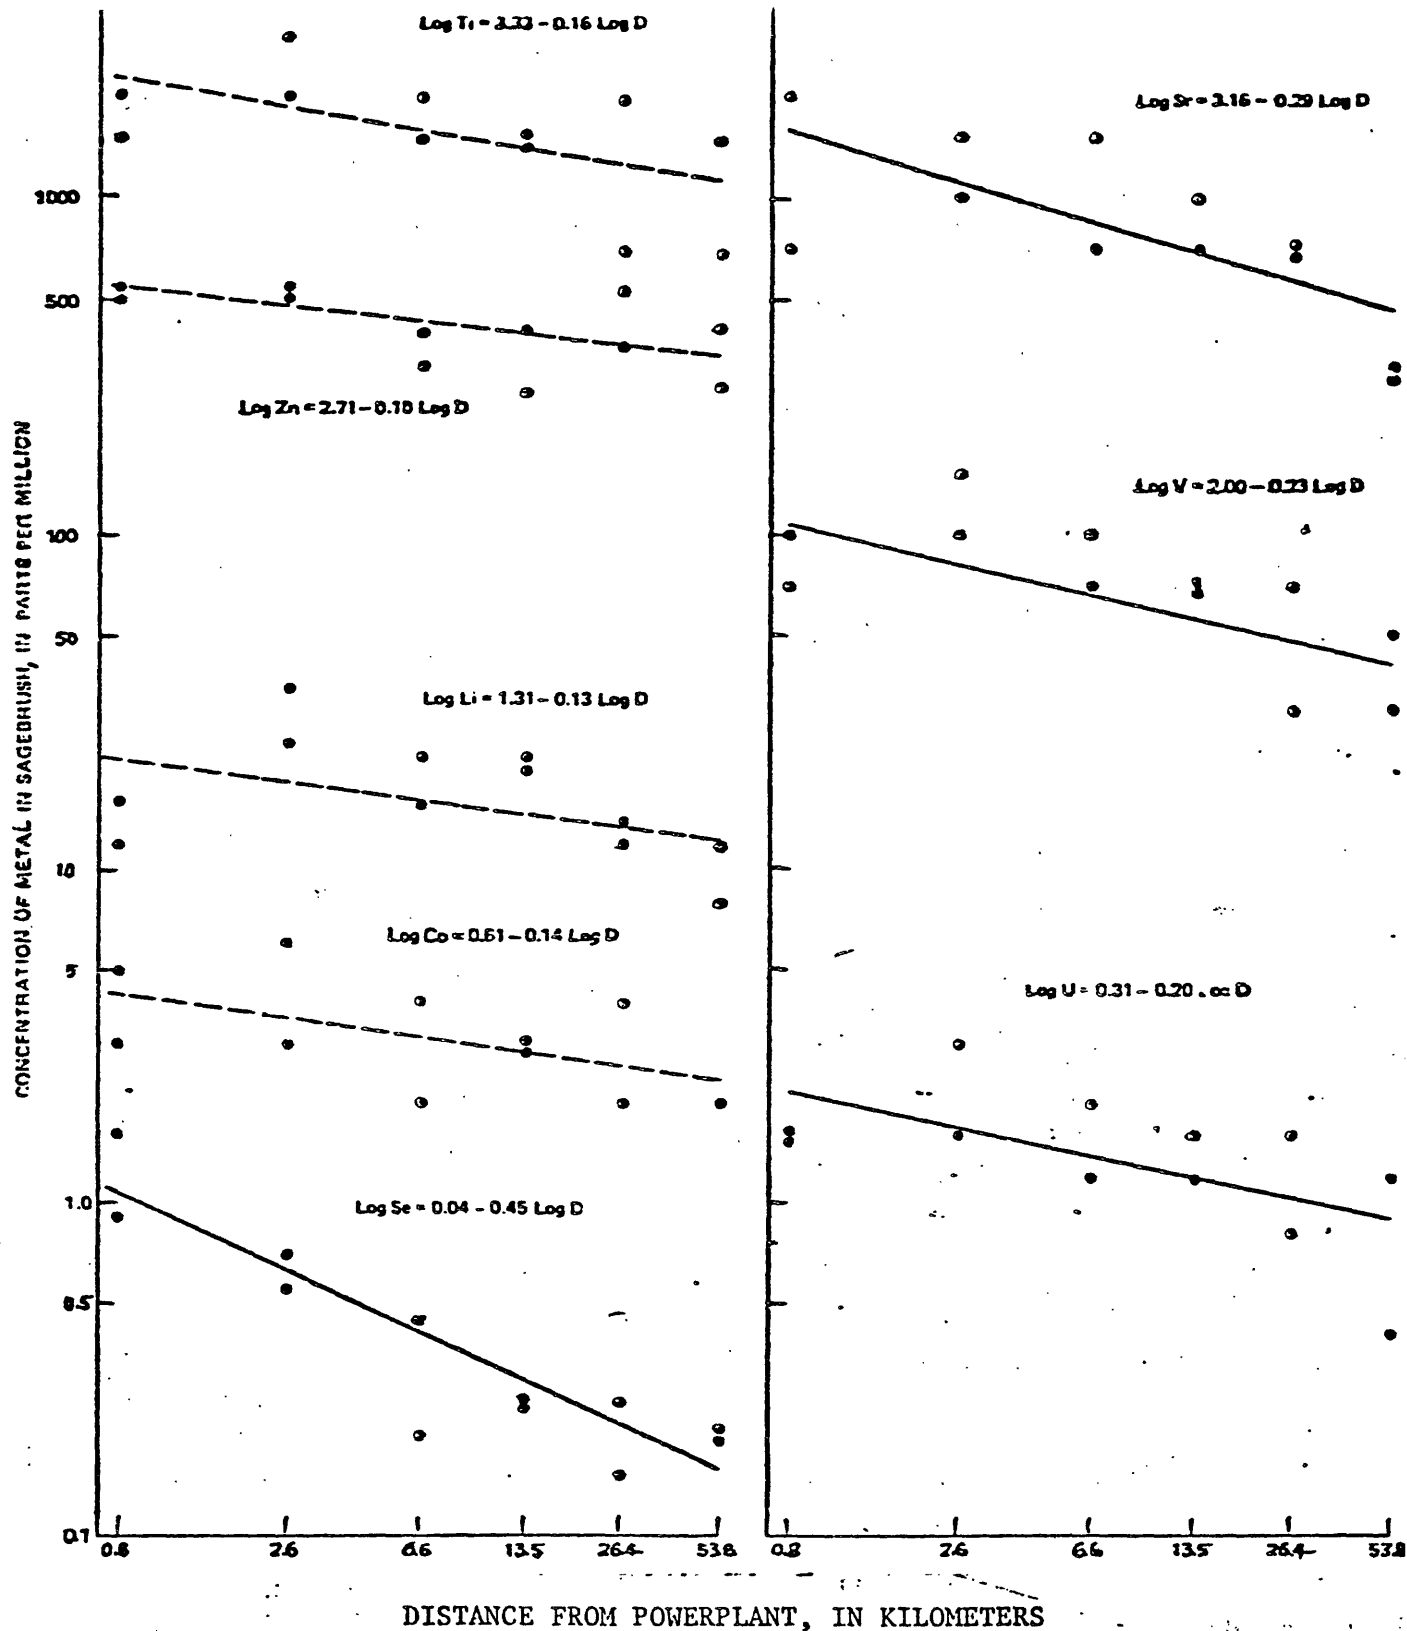 Log Ti = 3.33 – 0.16 Log D
Log Sr = 3.16 – 0.29 Log D
1000
500
Log Zn = 2.71 – 0.10 Log D
Log V = 2.00 – 0.23 Log D
100
50
Log Li = 1.31 – 0.13 Log D
10
Log Co = 0.61 – 0.14 Log D
5
Log U = 0.31 – 0.20 Log D
1.0
Log Se = 0.04 – 0.45 Log D
0.5
0.1
0.8 2.6 6.6 13.5 26.4 53.8
0.8 2.6 6.6 13.5 26.4 53.8
CONCENTRATION OF METAL IN SAGEBRUSH, IN PARTS PER MILLION
DISTANCE FROM POWERPLANT, IN KILOMETERS